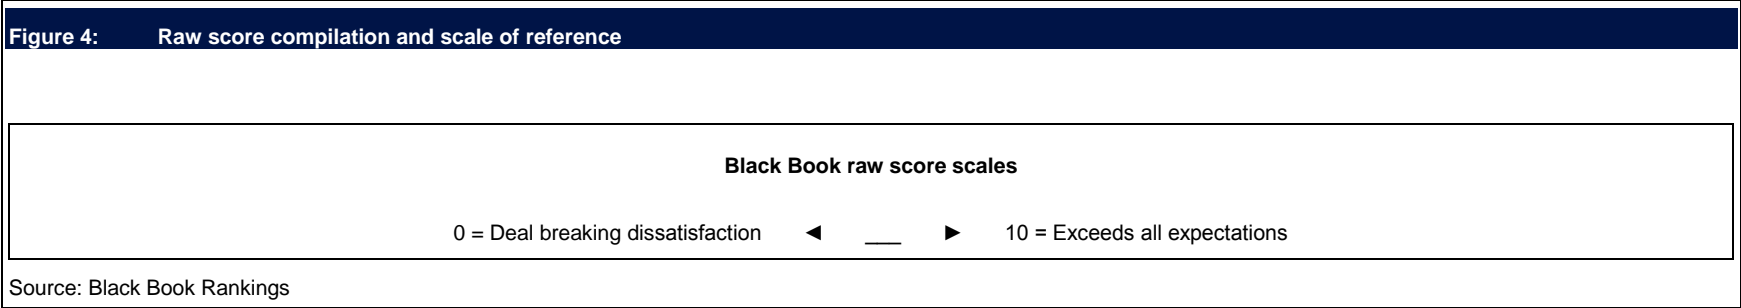 Figure 4: Raw score compilation and scale of reference
Black Book raw score scales
0 = Deal breaking dissatisfaction ◄ ___ ► 10 = Exceeds all expectations
Source: Black Book Rankings